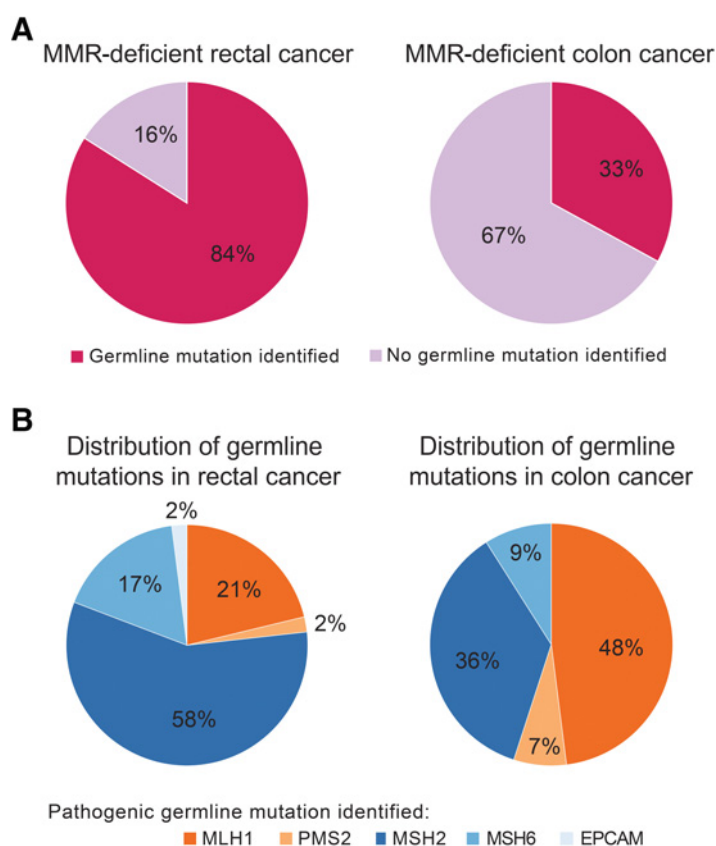 A
MMR-deficient rectal cancer
MMR-deficient colon cancer
16%
84%
33%
67%
Germline mutation identified
No germline mutation identified
B
Distribution of germline
mutations in rectal cancer
Distribution of germline
mutations in colon cancer
2%
17%
21%
2%
58%
9%
36%
48%
7%
Pathogenic germline mutation identified:
MLH1 PMS2 MSH2 MSH6 EPCAM